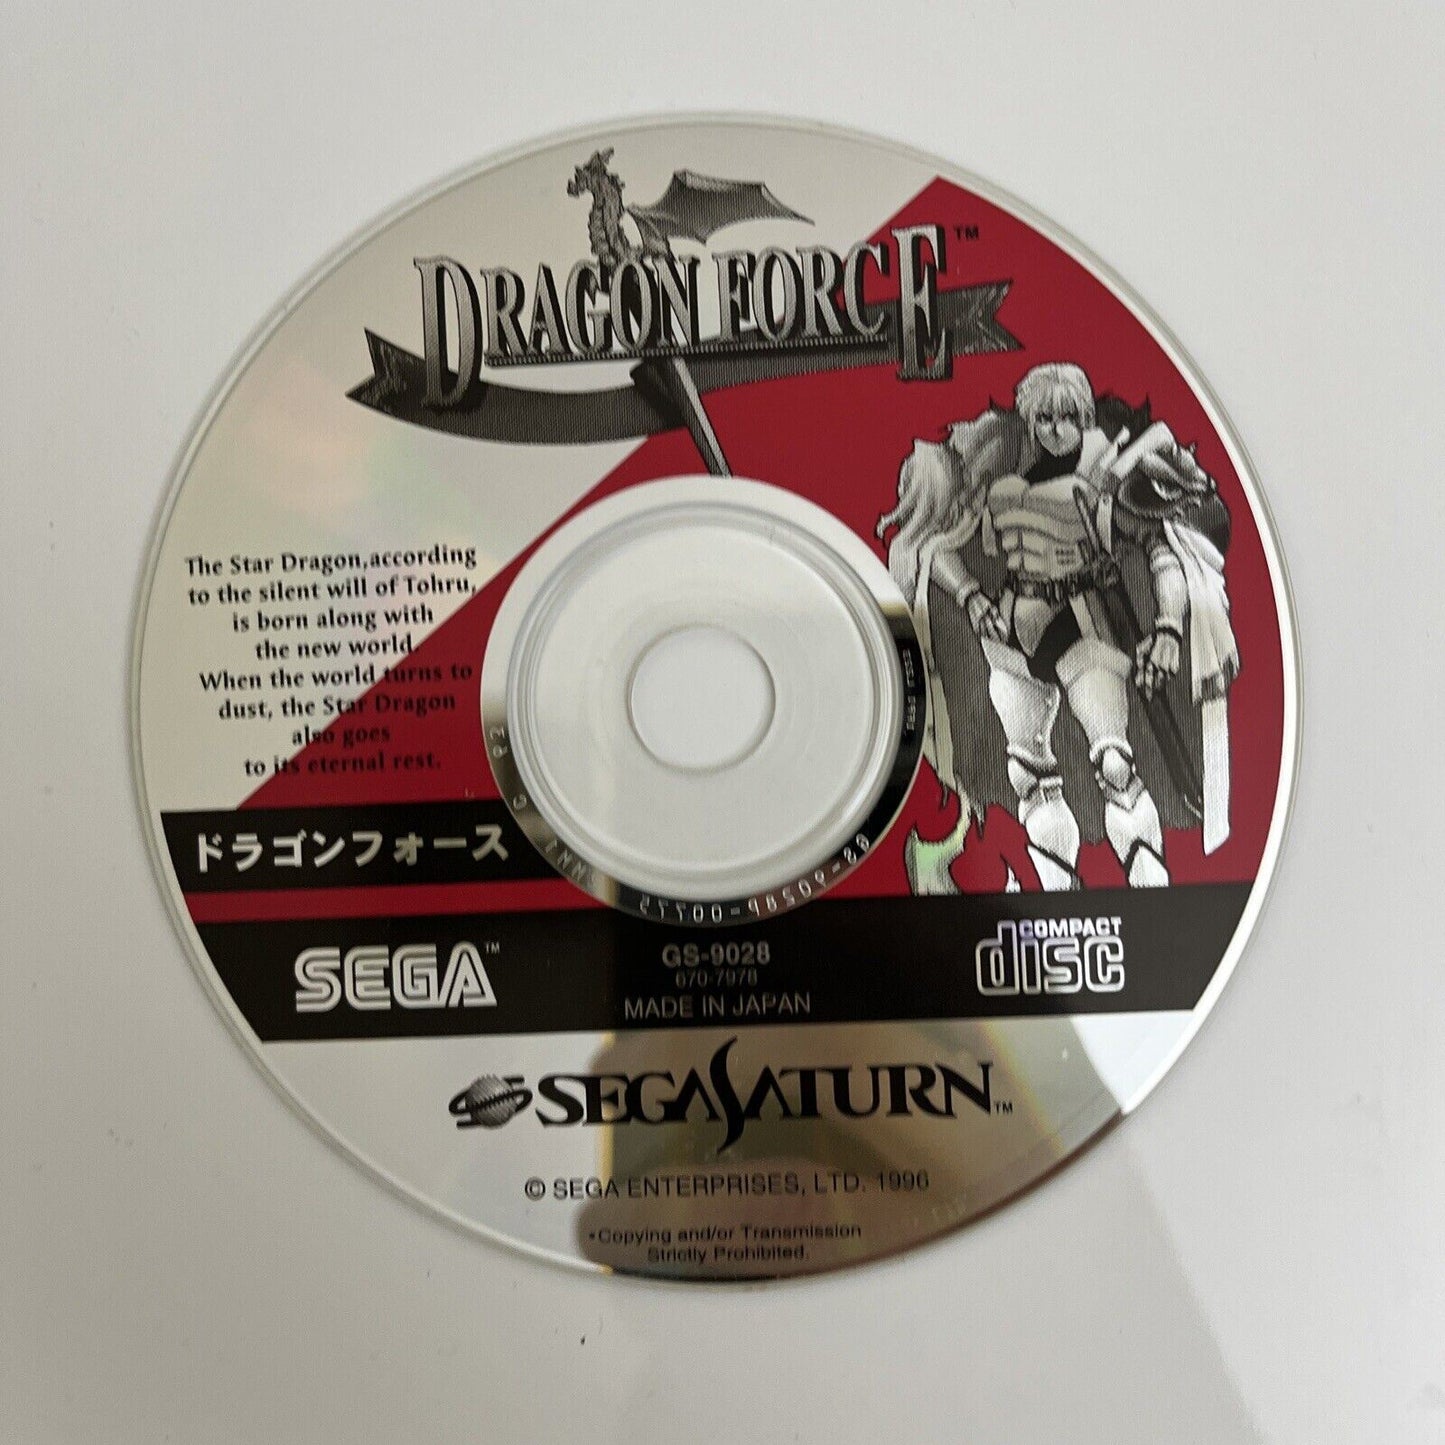 DRAGON FORCE™
The Star Dragon,according
to the silent will of Tohru,
is born along with
the new world.
When the world turns to
dust, the Star Dragon
also goes
to its eternal rest.
ドラゴンフォース
SEGA™
GS-9028
670-7978
MADE IN JAPAN
COMPACT
disc
SEGA SATURN™
© SEGA ENTERPRISES, LTD. 1996
•Copying and/or Transmission
Strictly Prohibited.